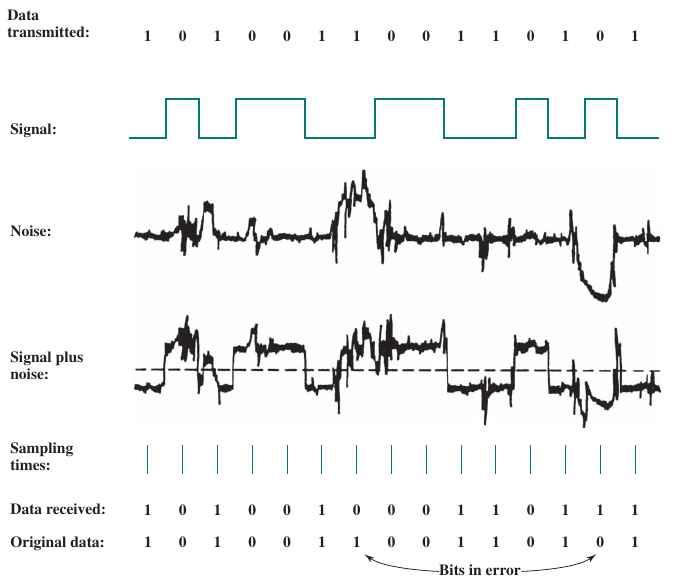 Data
transmitted: 1 0 1 0 0 1 1 0 0 1 1 0 1 0 1
Signal:
Noise:
Signal plus
noise:
Sampling
times:
Data received: 1 0 1 0 0 1 0 0 0 1 1 0 1 1 1
Original data: 1 0 1 0 0 1 1 0 0 1 1 0 1 0 1
Bits in error